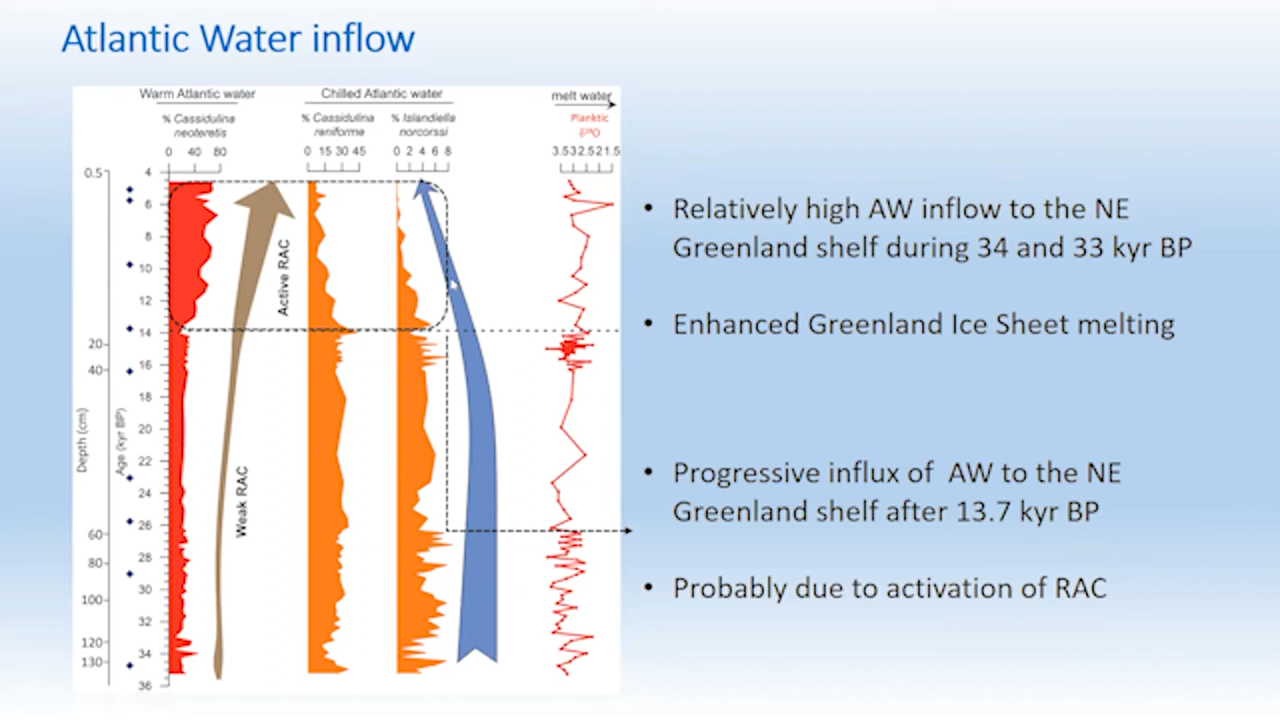 Atlantic Water inflow
Warm Atlantic water
Chilled Atlantic water
melt water
% Cassidulina
neoteretis
% Cassidulina
reniforme
% Islandiella
norcorssi
Planktic
δ¹⁸O
0 40 80
0 15 30 45
0 2 4 6 8
3.5 3 2.5 2 1.5
0.5
20
40
60
80
100
120
130
Depth (cm)
4
6
8
10
12
14
16
18
20
22
24
26
28
30
32
34
36
Age (kyr BP)
Active RAC
Weak RAC
• Relatively high AW inflow to the NE
Greenland shelf during 34 and 33 kyr BP
• Enhanced Greenland Ice Sheet melting
• Progressive influx of AW to the NE
Greenland shelf after 13.7 kyr BP
• Probably due to activation of RAC